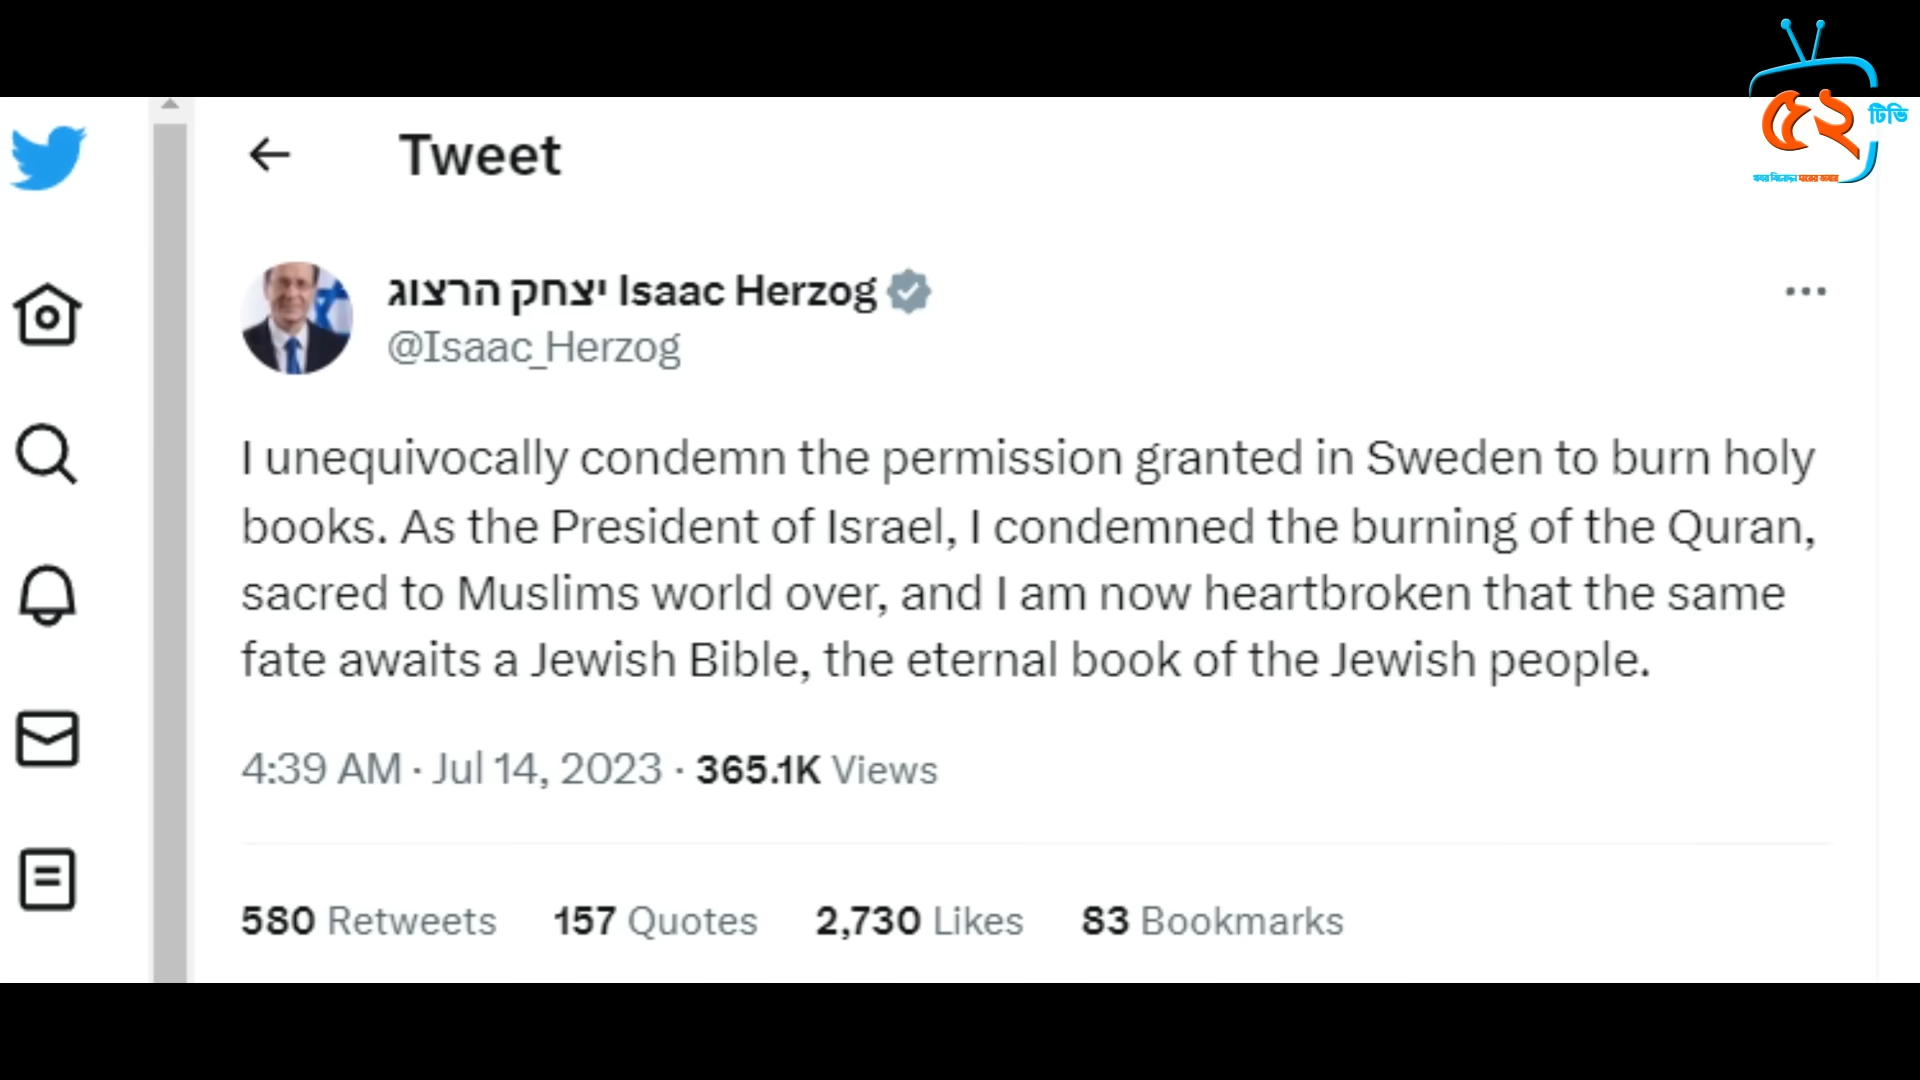 ৫২
টিভি
Tweet
יצחק הרצוג Isaac Herzog
@Isaac_Herzog
I unequivocally condemn the permission granted in Sweden to burn holy
books. As the President of Israel, I condemned the burning of the Quran,
sacred to Muslims world over, and I am now heartbroken that the same
fate awaits a Jewish Bible, the eternal book of the Jewish people.
4:39 AM · Jul 14, 2023 · 365.1K Views
580 Retweets 157 Quotes 2,730 Likes 83 Bookmarks